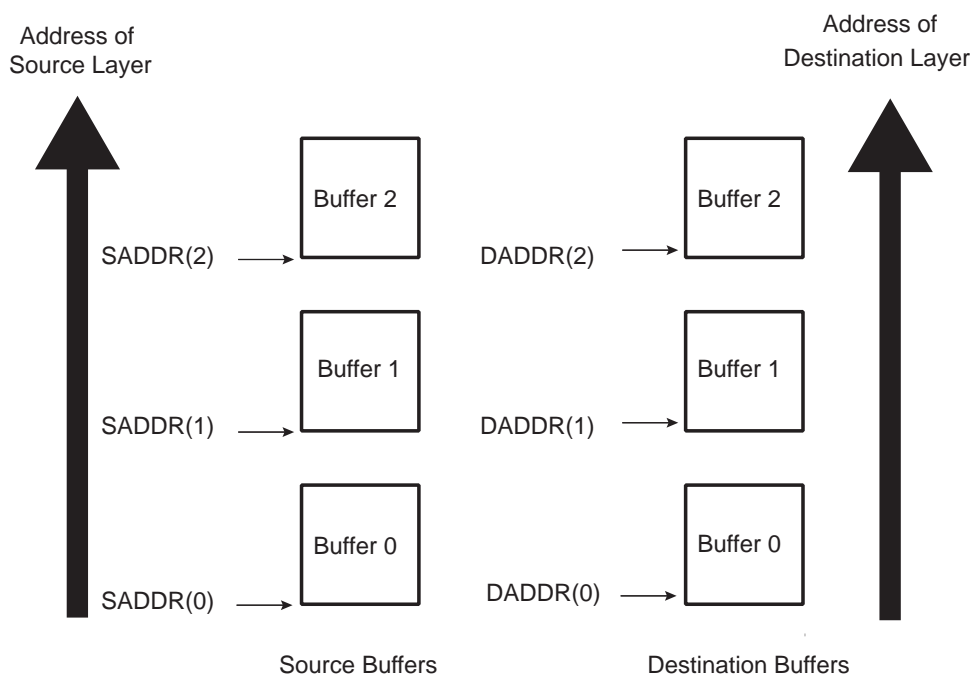 Address of
Source Layer
Address of
Destination Layer
Buffer 2
Buffer 2
SADDR(2)
DADDR(2)
Buffer 1
Buffer 1
SADDR(1)
DADDR(1)
Buffer 0
Buffer 0
SADDR(0)
DADDR(0)
Source Buffers
Destination Buffers